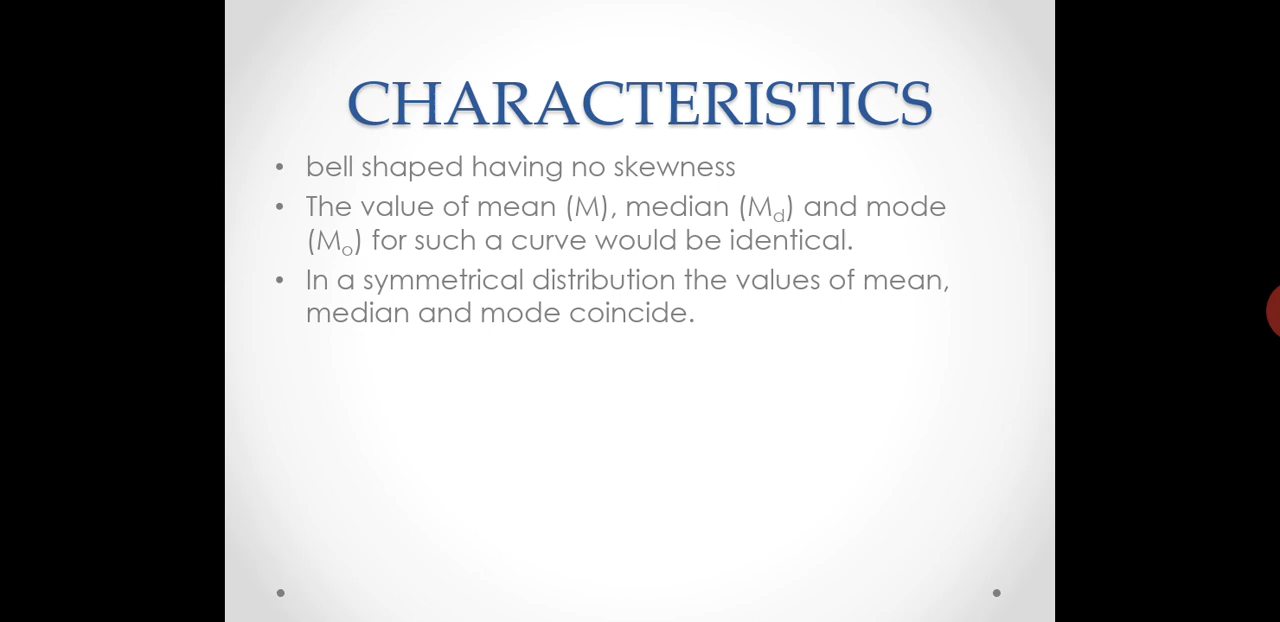 CHARACTERISTICS
• bell shaped having no skewness
• The value of mean (M), median (Md) and mode
(Mo) for such a curve would be identical.
• In a symmetrical distribution the values of mean,
median and mode coincide.